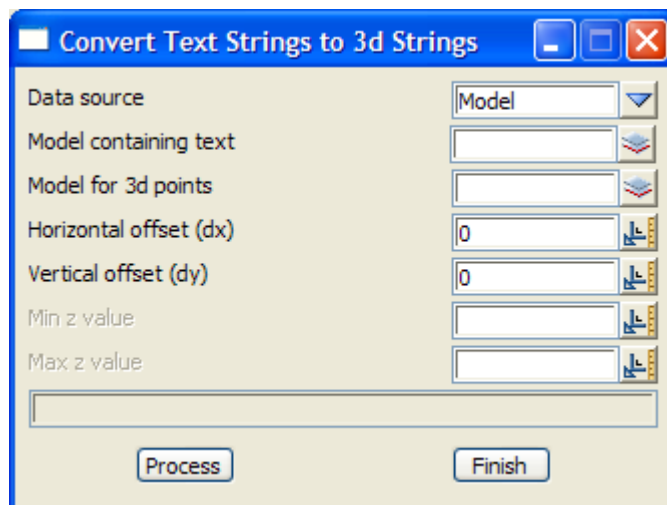 Convert Text Strings to 3d Strings
Data source Model
Model containing text
Model for 3d points
Horizontal offset (dx) 0
Vertical offset (dy) 0
Min z value
Max z value
Process Finish